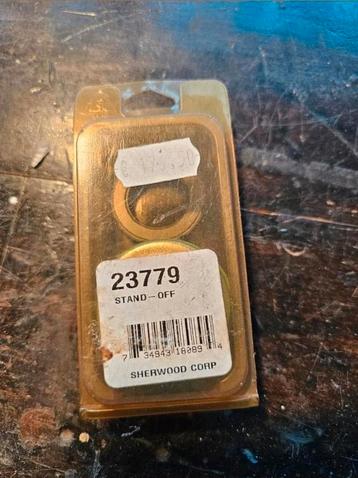 23779
STAND-OFF
7 34943 18089 4
SHERWOOD CORP